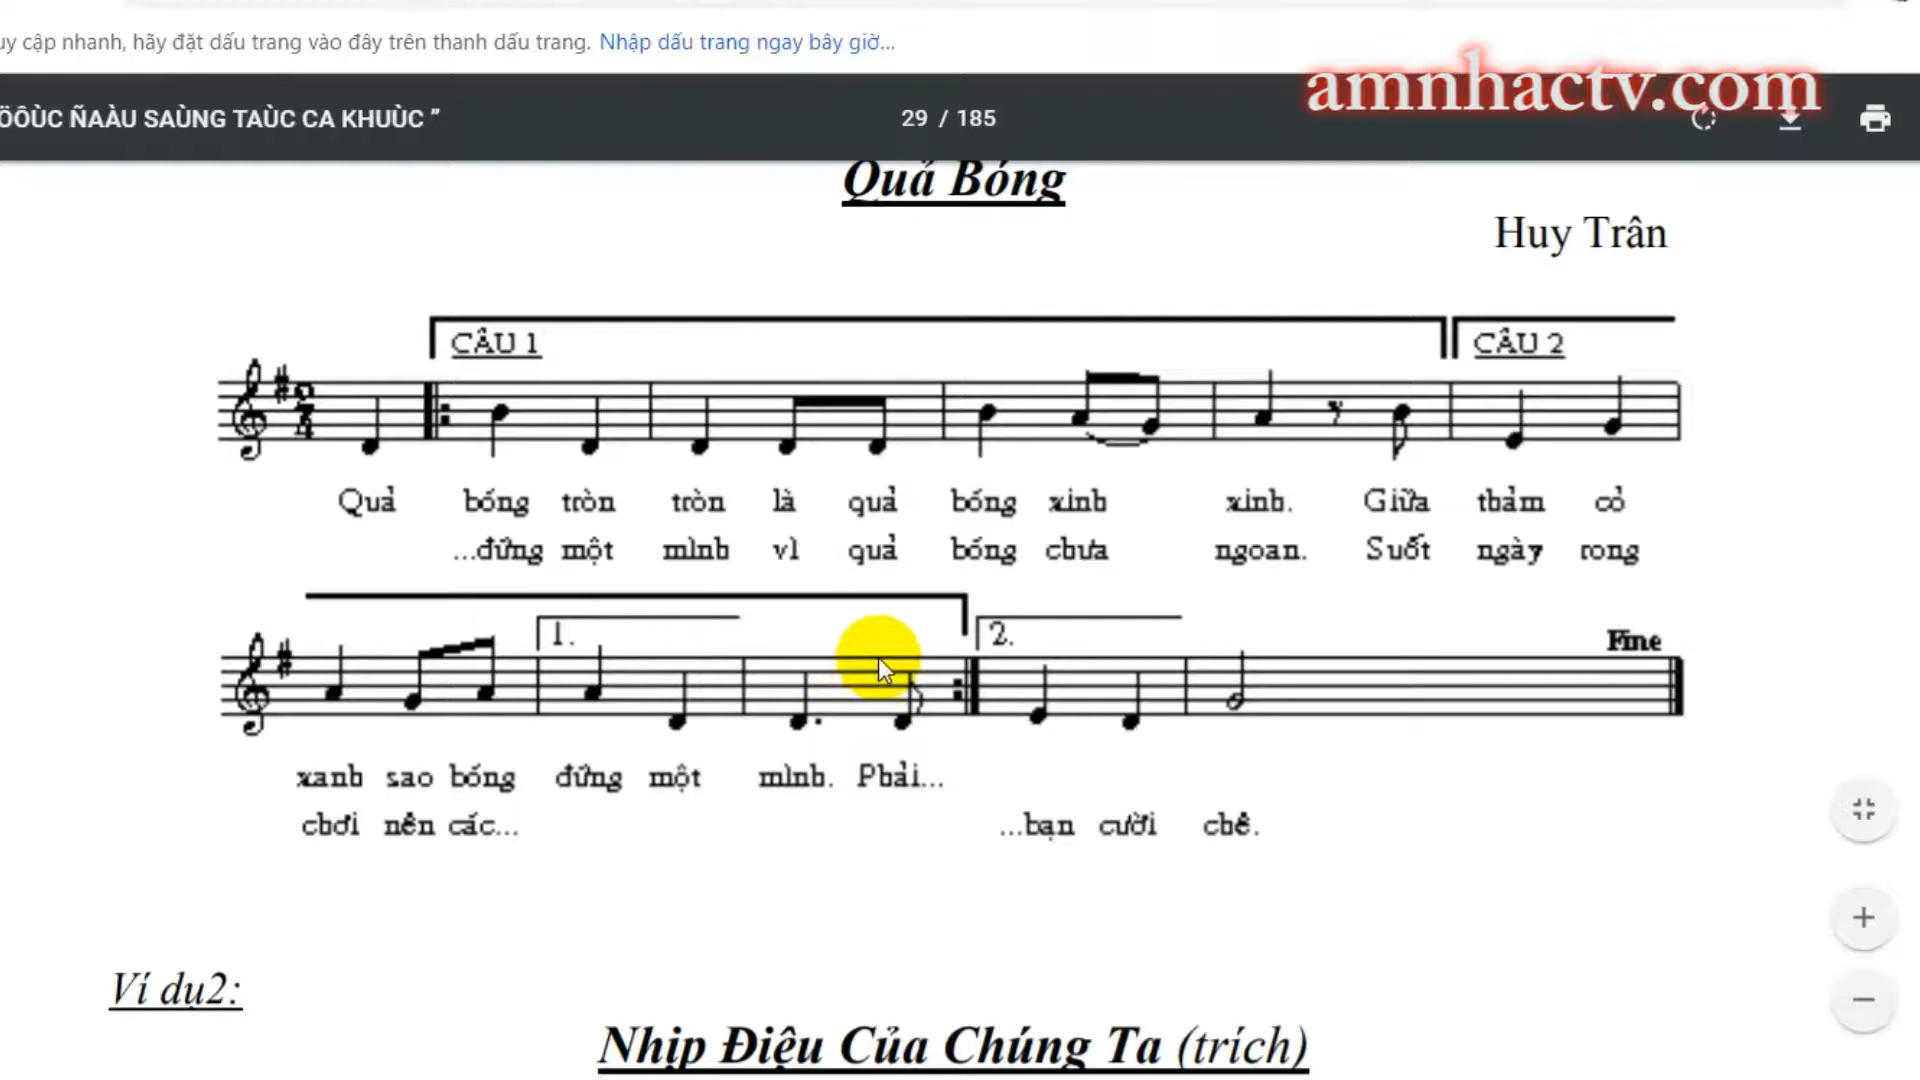 uy cập nhanh, hãy đặt dấu trang vào đây trên thanh dấu trang. Nhập dấu trang ngay bây giờ...
amnhactv.com
ÖÔÙC ÑAÀU SAÙNG TAÙC CA KHUÙC ” 29 / 185
Quả Bóng
Huy Trân
CÂU 1 CÂU 2
2 4
Quả bóng tròn tròn là quả bóng xinh xinh. Giữa thảm cỏ
...đứng một mình vì quả bóng chưa ngoan. Suốt ngày rong
1. 2. Fine
xanh sao bóng đứng một mình. Phải...
chơi nên các... ...bạn cười chê.
Ví dụ2:
Nhịp Điệu Của Chúng Ta (trích)